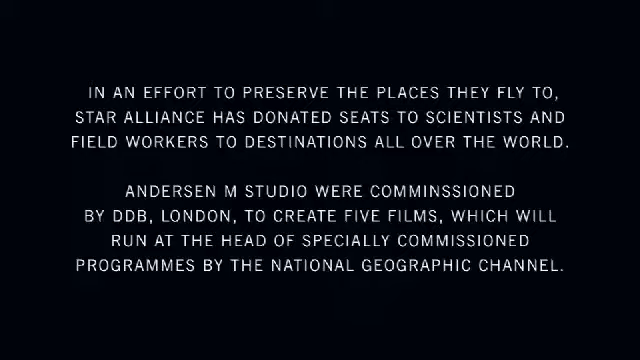 IN AN EFFORT TO PRESERVE THE PLACES THEY FLY TO,
STAR ALLIANCE HAS DONATED SEATS TO SCIENTISTS AND
FIELD WORKERS TO DESTINATIONS ALL OVER THE WORLD.
ANDERSEN M STUDIO WERE COMMINSSIONED
BY DDB, LONDON, TO CREATE FIVE FILMS, WHICH WILL
RUN AT THE HEAD OF SPECIALLY COMMISSIONED
PROGRAMMES BY THE NATIONAL GEOGRAPHIC CHANNEL.